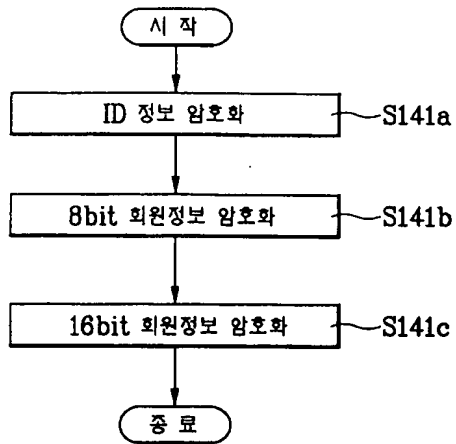 시 작
ID 정보 암호화
S141a
8bit 회원정보 암호화
S141b
16bit 회원정보 암호화
S141c
종 료